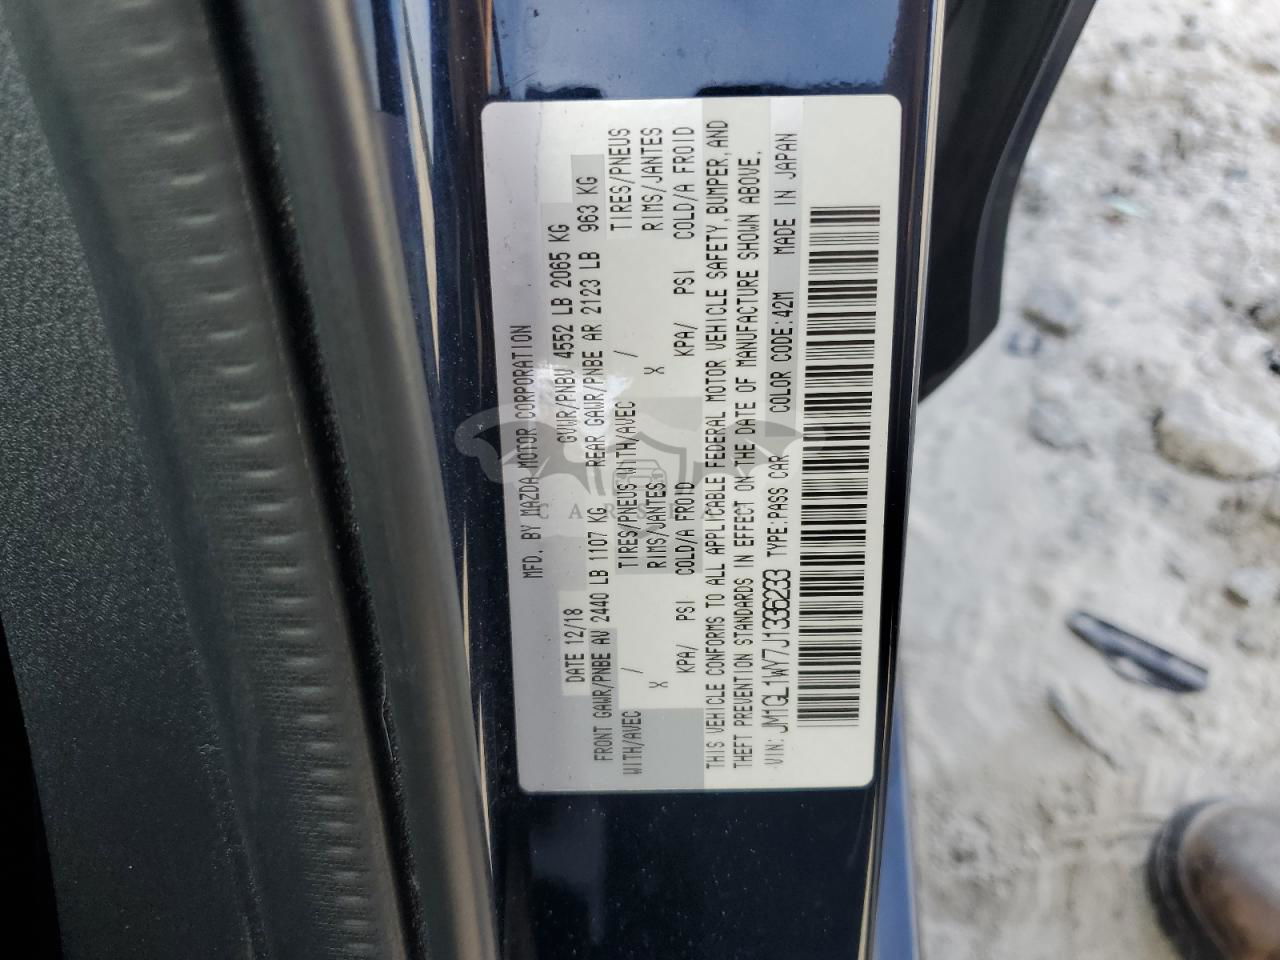 MFD. BY MAZDA MOTOR CORPORATION
DATE 12/18 GVWR/PNBV 4552 LB 2065 KG
FRONT GAWR/PNBE AV 2440 LB 1107 KG REAR GAWR/PNBE AR 2123 LB 963 KG
WITH/AVEC / TIRES/PNEUS WITH/AVEC / TIRES/PNEUS
X RIMS/JANTES X RIMS/JANTES
KPA/ PSI COLD/A FROID KPA/ PSI COLD/A FROID
THIS VEHICLE CONFORMS TO ALL APPLICABLE FEDERAL MOTOR VEHICLE SAFETY, BUMPER, AND
THEFT PREVENTION STANDARDS IN EFFECT ON THE DATE OF MANUFACTURE SHOWN ABOVE.
VIN: JM1GL1WY7J1336233 TYPE:PASS CAR COLOR CODE:42M MADE IN JAPAN